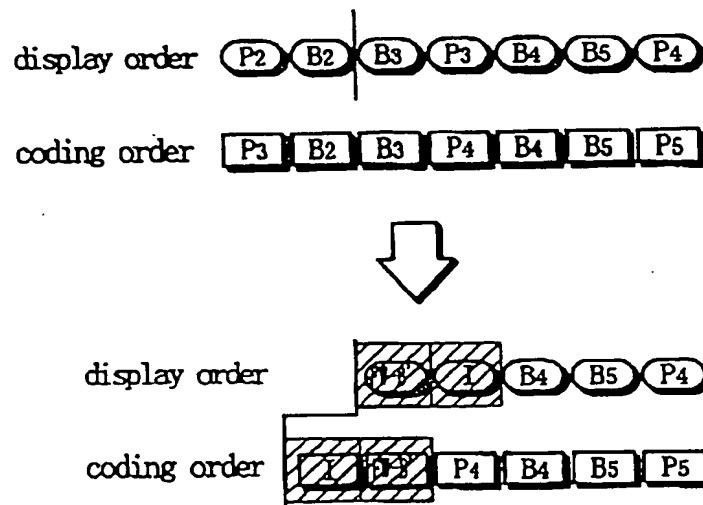 display order P2 B2 B3 P3 B4 B5 P4
coding order P3 B2 B3 P4 B4 B5 P5
display order I B4 B5 P4
coding order I P4 B4 B5 P5